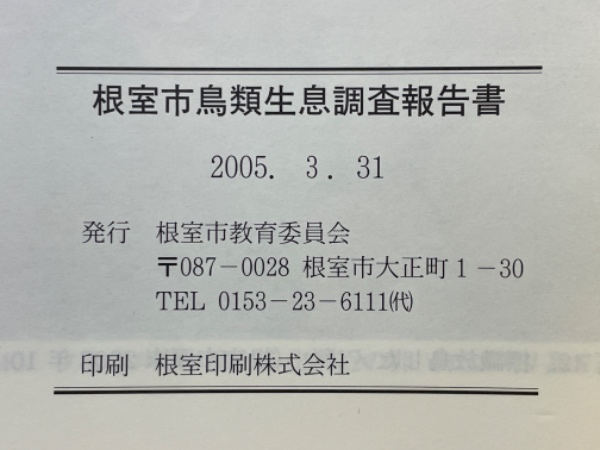 根室市鳥類生息調査報告書
2005. 3. 31
発行 根室市教育委員会
〒087－0028 根室市大正町1－30
TEL 0153－23－6111㈹
印刷 根室印刷株式会社